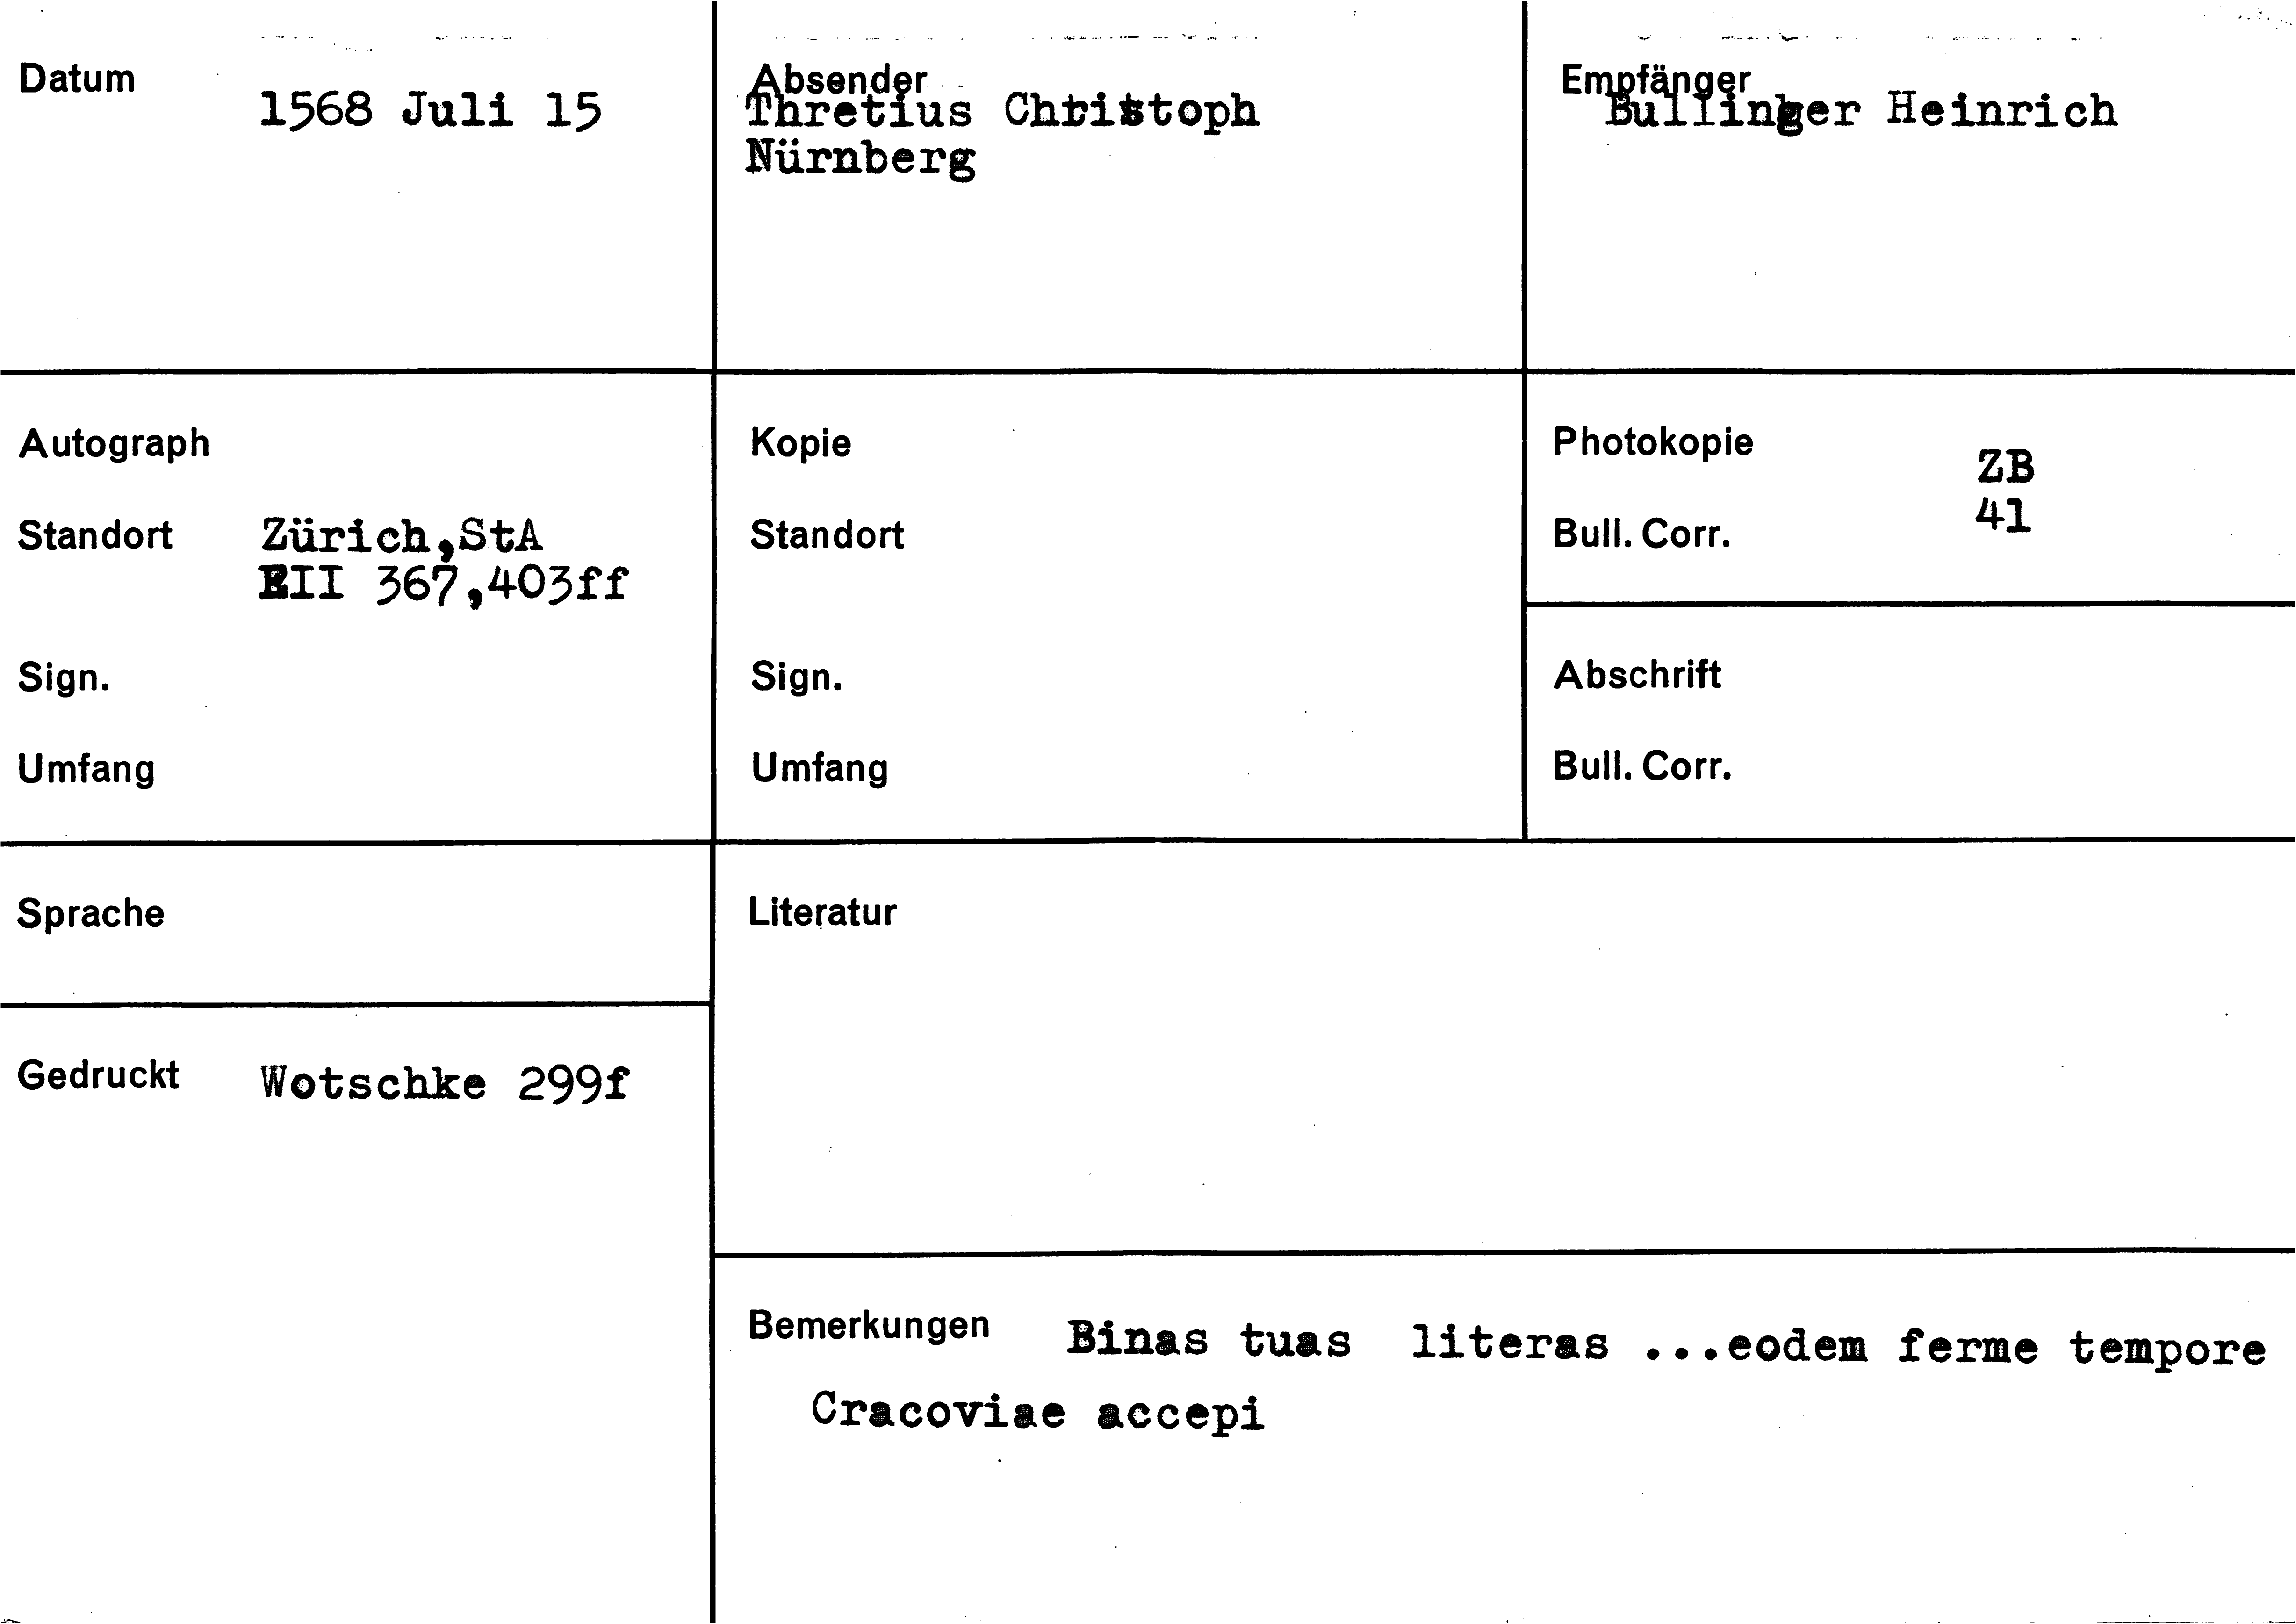 Datum
1568 Juli 15
Absender
Thretius Christoph
Nürnberg
Empfänger
Bullinger Heinrich
Autograph
Standort
Zürich,StA
EII 367,403ff
Sign.
Umfang
Kopie
Standort
Sign.
Umfang
Photokopie
ZB
Bull. Corr.
41
Abschrift
Bull. Corr.
Sprache
Gedruckt
Wotschke 299f
Literatur
Bemerkungen Binas tuas literas ...eodem ferme tempore
Cracoviae accepi